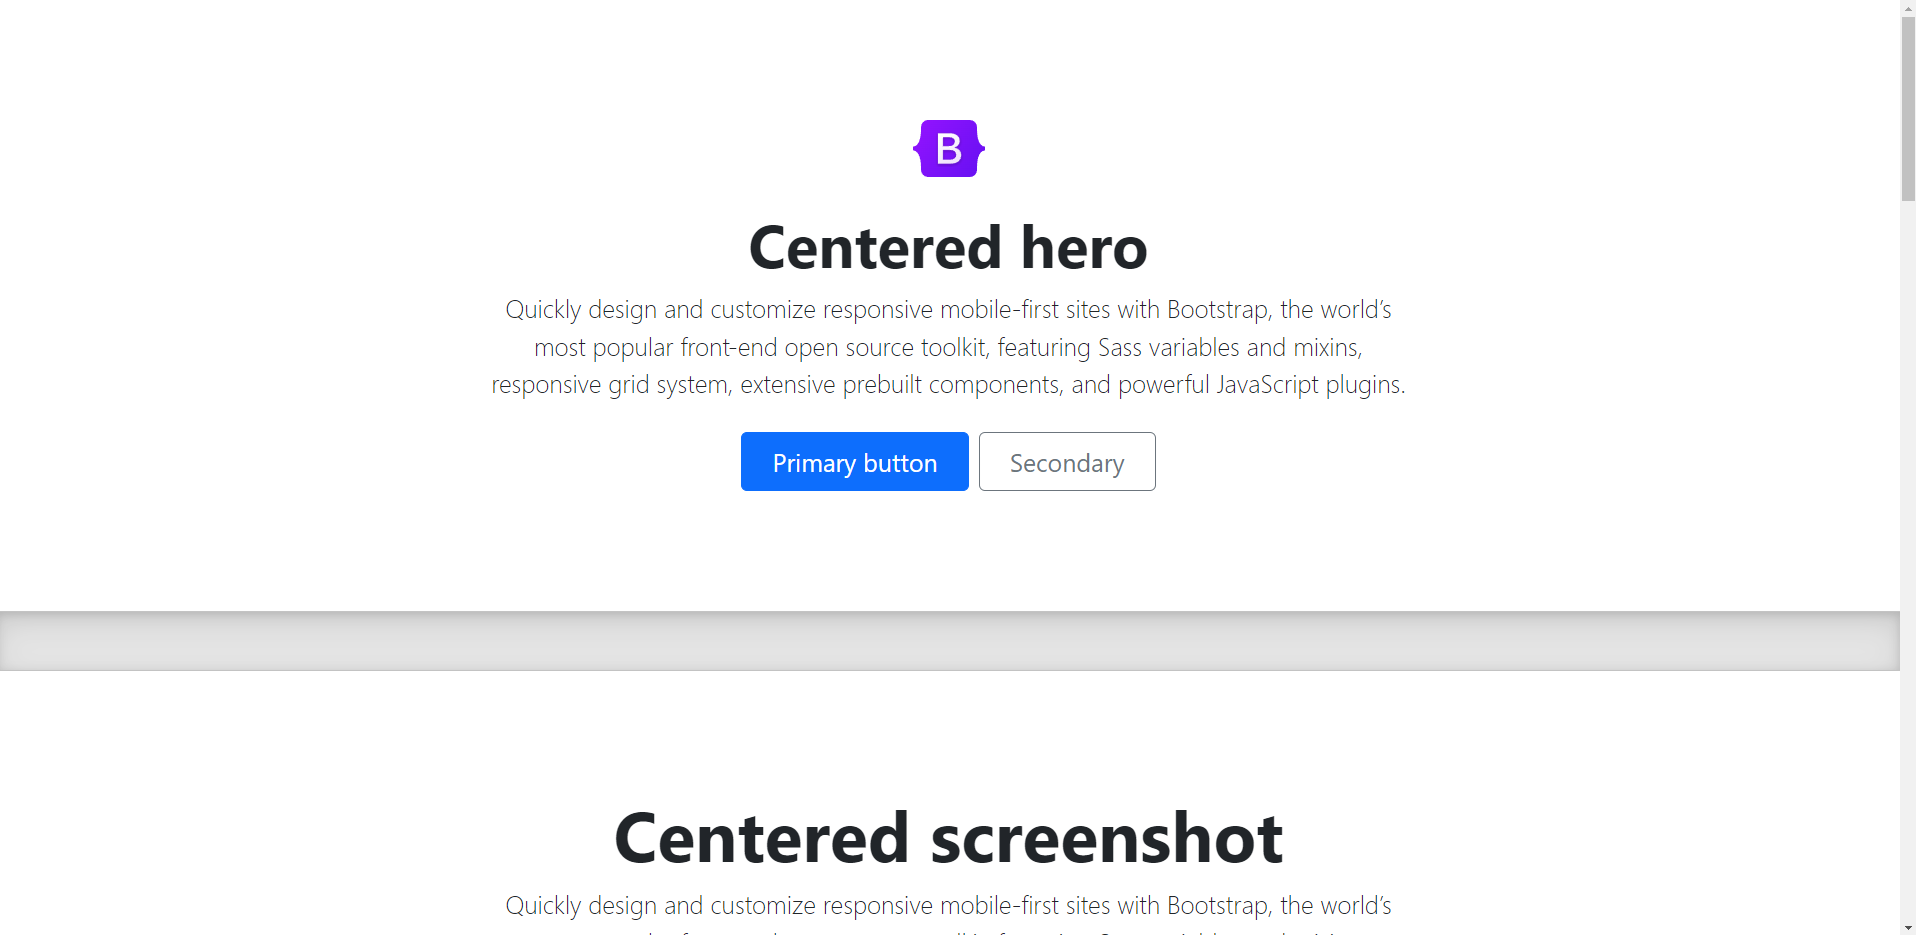 B
Centered hero
Quickly design and customize responsive mobile-first sites with Bootstrap, the world’s
most popular front-end open source toolkit, featuring Sass variables and mixins,
responsive grid system, extensive prebuilt components, and powerful JavaScript plugins.
Primary button
Secondary
Centered screenshot
Quickly design and customize responsive mobile-first sites with Bootstrap, the world’s